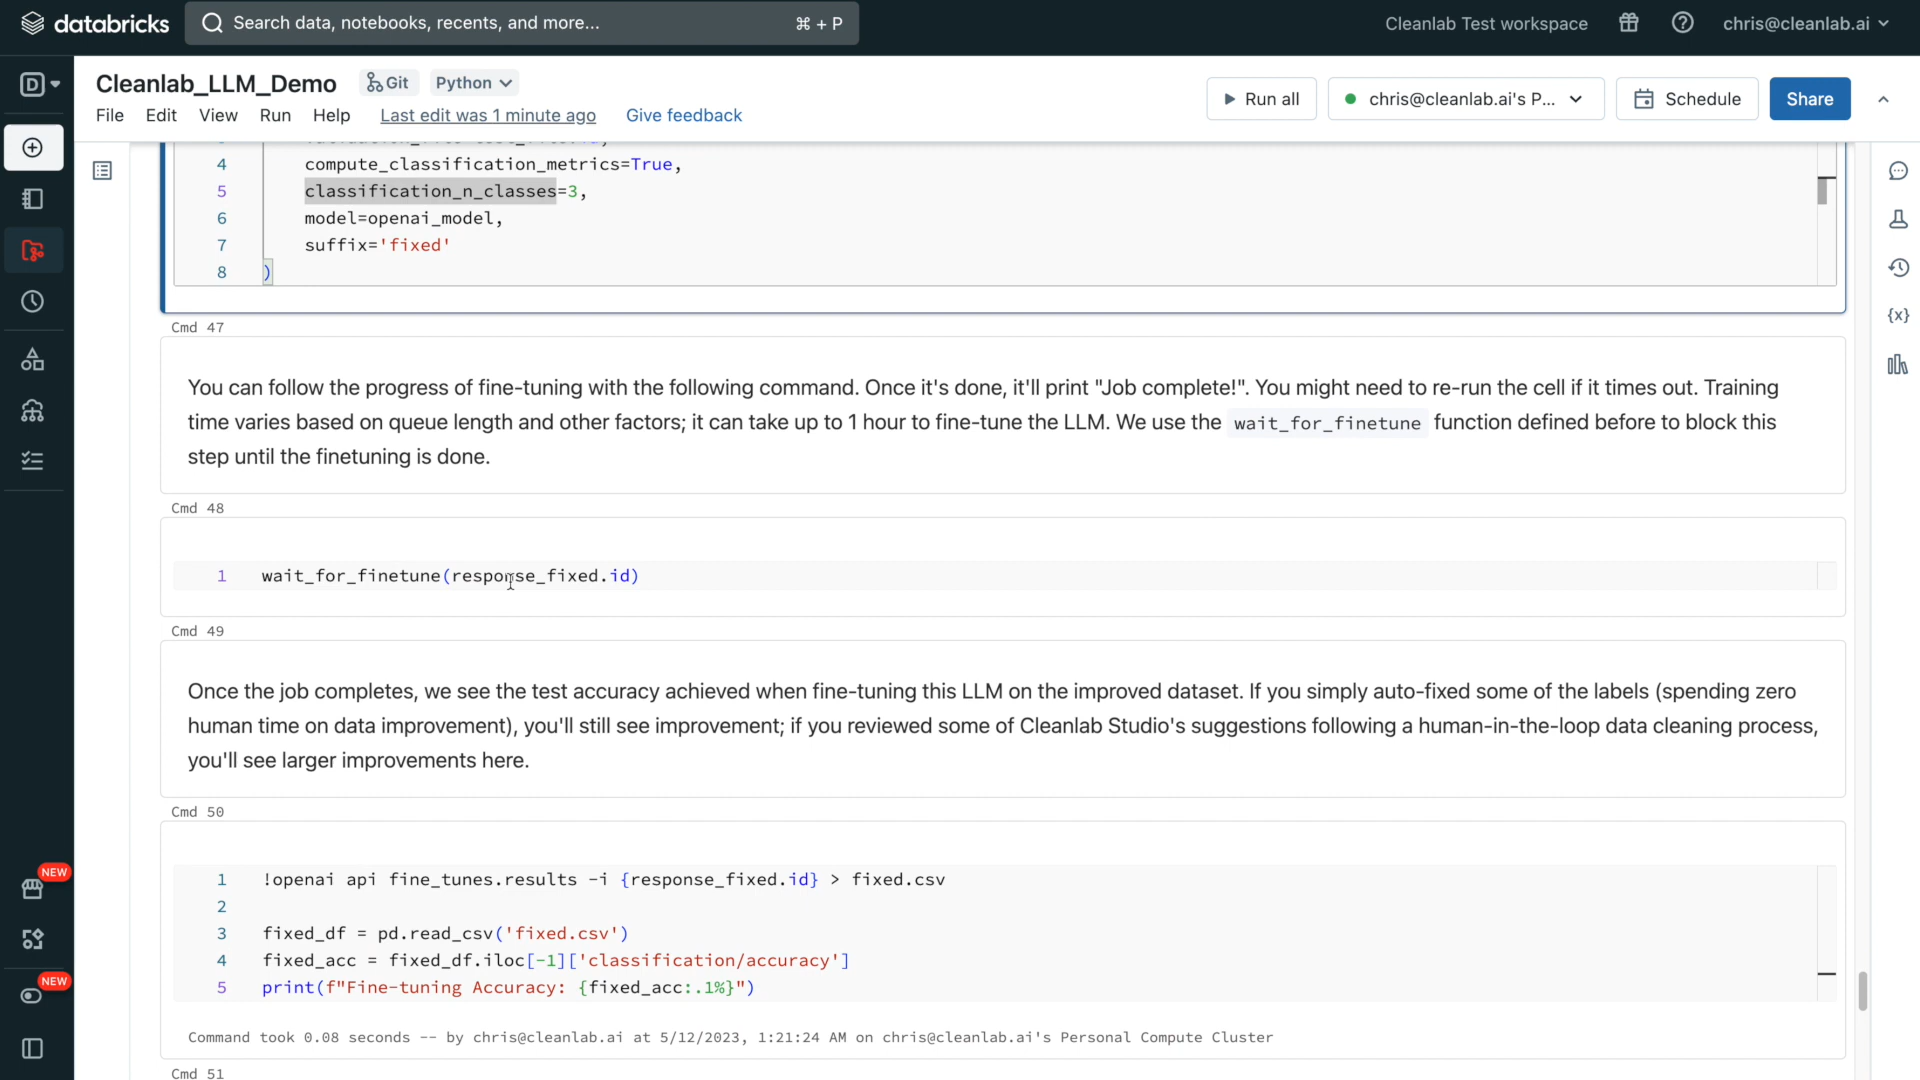 databricks
Search data, notebooks, recents, and more...
⌘ + P
Cleanlab Test workspace
chris@cleanlab.ai
D
Cleanlab_LLM_Demo
Git
Python
File
Edit
View
Run
Help
Last edit was 1 minute ago
Give feedback
Run all
chris@cleanlab.ai's P...
Schedule
Share
4 compute_classification_metrics=True,
5 classification_n_classes=3,
6 model=openai_model,
7 suffix='fixed'
8 )
Cmd 47
You can follow the progress of fine-tuning with the following command. Once it's done, it'll print "Job complete!". You might need to re-run the cell if it times out. Training
time varies based on queue length and other factors; it can take up to 1 hour to fine-tune the LLM. We use the wait_for_finetune function defined before to block this
step until the finetuning is done.
Cmd 48
1 wait_for_finetune(response_fixed.id)
Cmd 49
Once the job completes, we see the test accuracy achieved when fine-tuning this LLM on the improved dataset. If you simply auto-fixed some of the labels (spending zero
human time on data improvement), you'll still see improvement; if you reviewed some of Cleanlab Studio's suggestions following a human-in-the-loop data cleaning process,
you'll see larger improvements here.
Cmd 50
1 !openai api fine_tunes.results -i {response_fixed.id} > fixed.csv
2
3 fixed_df = pd.read_csv('fixed.csv')
4 fixed_acc = fixed_df.iloc[-1]['classification/accuracy']
5 print(f"Fine-tuning Accuracy: {fixed_acc:.1%}")
Command took 0.08 seconds -- by chris@cleanlab.ai at 5/12/2023, 1:21:24 AM on chris@cleanlab.ai's Personal Compute Cluster
Cmd 51
NEW
NEW
{x}